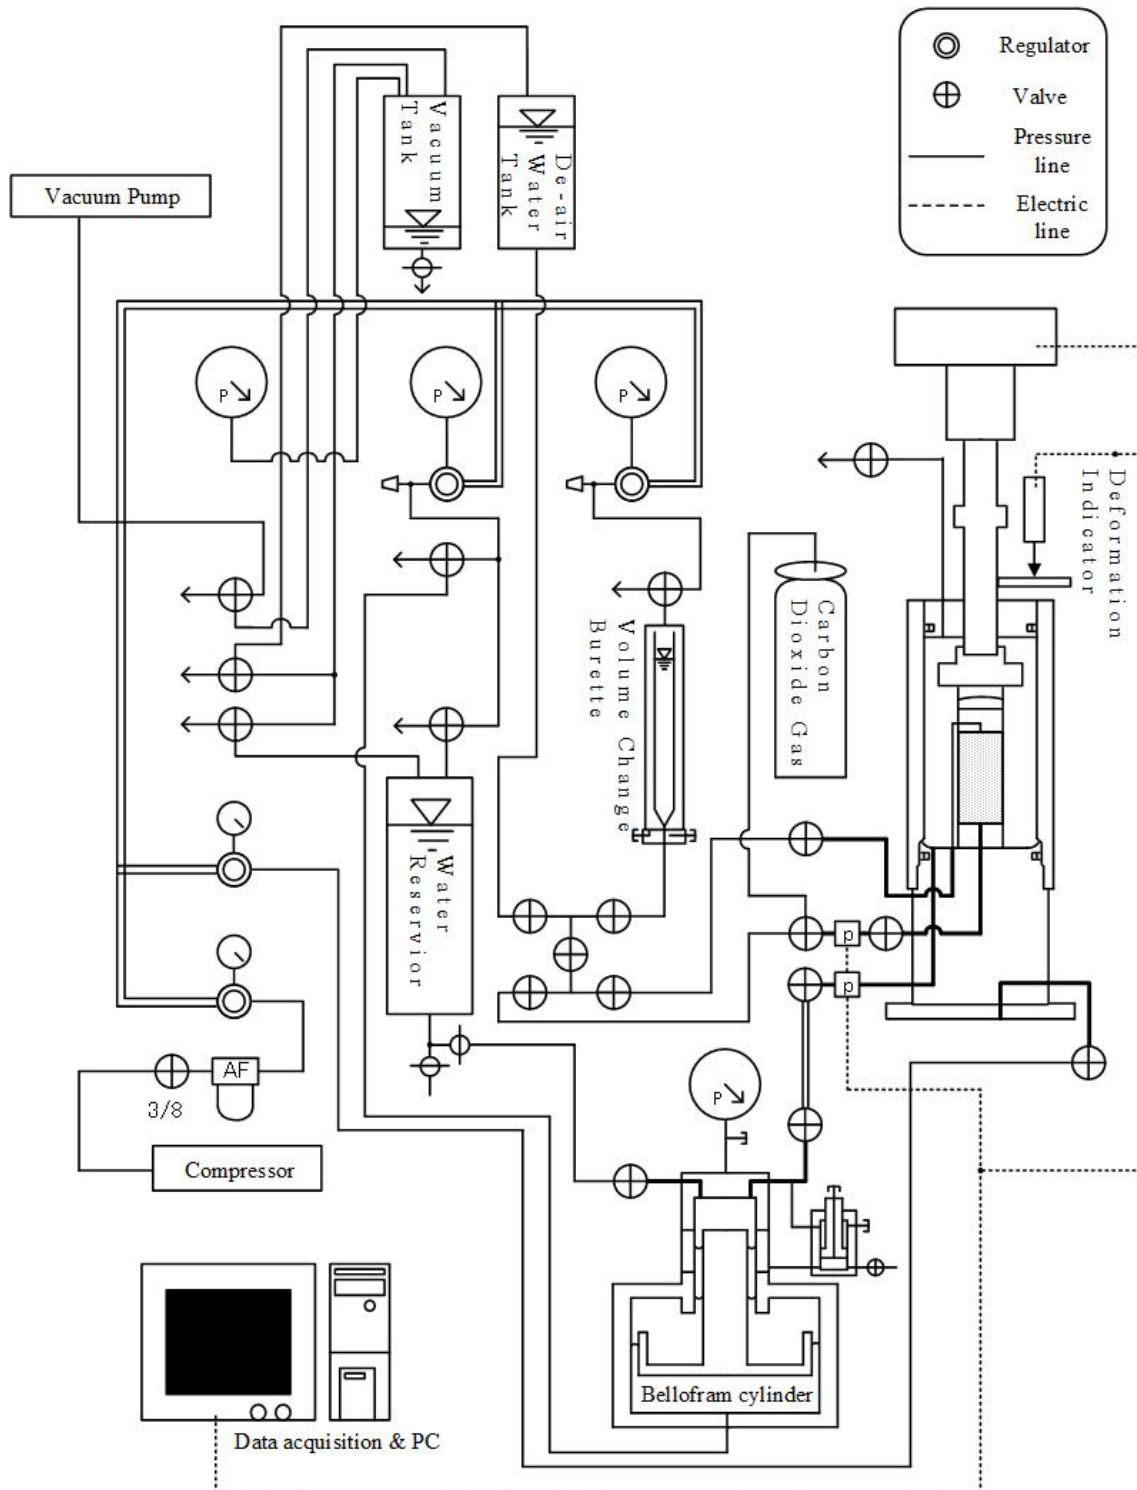 Regulator
Valve
Pressure
line
Electric
line
Vacuum
Tank
De-air
Water
Tank
Vacuum Pump
P
P
P
Deformation
Indicator
Carbon
Dioxide Gas
Volume Change
Burette
Water
Reservior
p
p
AF
3/8
P
Compressor
Bellofram cylinder
Data acquisition & PC